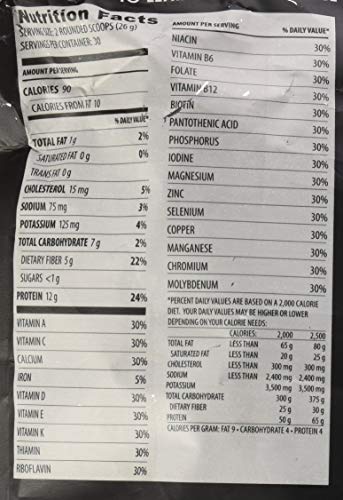 Nutrition Facts
SERVING SIZE: 2 ROUNDED SCOOPS (26 g)
SERVINGS PER CONTAINER: 30
AMOUNT PER SERVING
CALORIES 90
CALORIES FROM FAT 10
% DAILY VALUE*
TOTAL FAT 1g 2%
SATURATED FAT 0g 0%
TRANS FAT 0g
CHOLESTEROL 15 mg 5%
SODIUM 75 mg 3%
POTASSIUM 125 mg 4%
TOTAL CARBOHYDRATE 7g 2%
DIETARY FIBER 5g 22%
SUGARS <1g
PROTEIN 12g 24%
VITAMIN A 30%
VITAMIN C 30%
CALCIUM 30%
IRON 5%
VITAMIN D 30%
VITAMIN E 30%
VITAMIN K 30%
THIAMIN 30%
RIBOFLAVIN 30%
AMOUNT PER SERVING % DAILY VALUE*
NIACIN 30%
VITAMIN B6 30%
FOLATE 30%
VITAMIN B12 30%
BIOTIN 30%
PANTOTHENIC ACID 30%
PHOSPHORUS 30%
IODINE 30%
MAGNESIUM 30%
ZINC 30%
SELENIUM 30%
COPPER 30%
MANGANESE 30%
CHROMIUM 30%
MOLYBDENUM 30%
*PERCENT DAILY VALUES ARE BASED ON A 2,000 CALORIE
DIET. YOUR DAILY VALUES MAY BE HIGHER OR LOWER
DEPENDING ON YOUR CALORIE NEEDS:
CALORIES: 2,000 2,500
TOTAL FAT LESS THAN 65 g 80 g
SATURATED FAT LESS THAN 20 g 25 g
CHOLESTEROL LESS THAN 300 mg 300 mg
SODIUM LESS THAN 2,400 mg 2,400 mg
POTASSIUM 3,500 mg 3,500 mg
TOTAL CARBOHYDRATE 300 g 375 g
DIETARY FIBER 25 g 30 g
PROTEIN 50 g 65 g
CALORIES PER GRAM: FAT 9 • CARBOHYDRATE 4 • PROTEIN 4